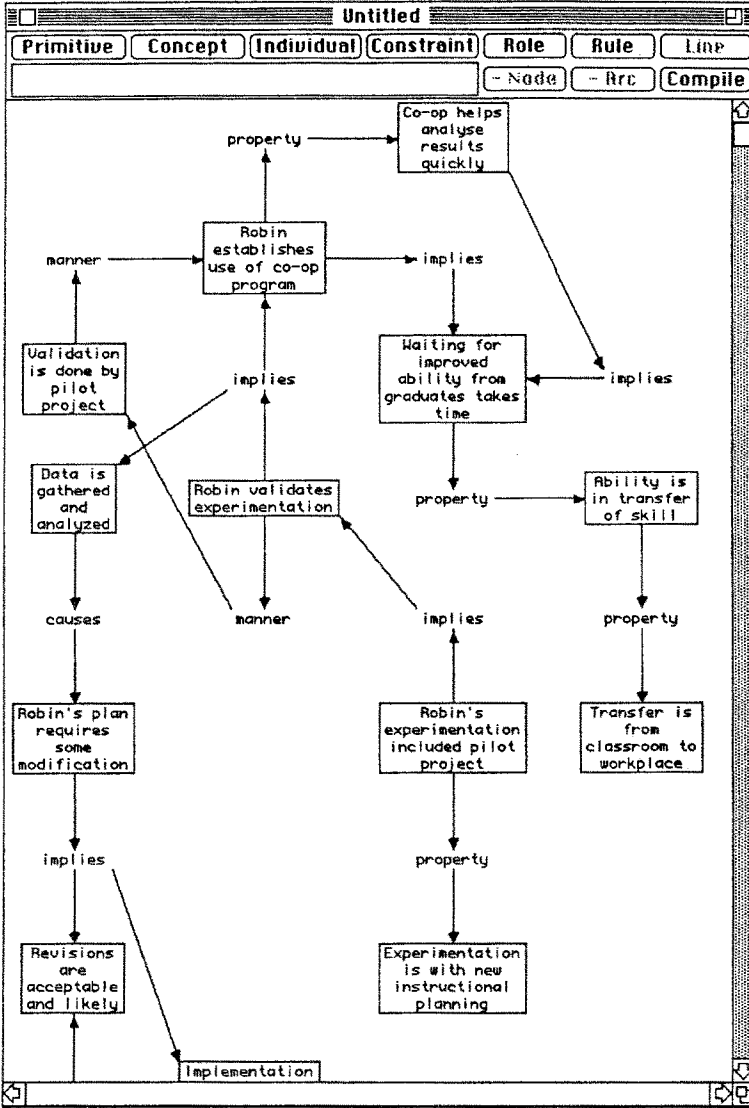 Untitled
Primitive Concept Individual Constraint Role Rule Line
- Node - Arc Compile
Co-op helps
analyse
results
quickly
property
Robin
establishes
use of co-op
program
manner
implies
Validation
is done by
pilot
project
implies
Waiting for
improved
ability from
graduates takes
time
implies
Data is
gathered
and
analyzed
Robin validates
experimentation
property
Ability is
in transfer
of skill
causes
manner
implies
property
Robin's plan
requires
some
modification
Robin's
experimentation
included pilot
project
Transfer is
from
classroom to
workplace
implies
property
Revisions
are
acceptable
and likely
Experimentation
is with new
instructional
planning
Implementation